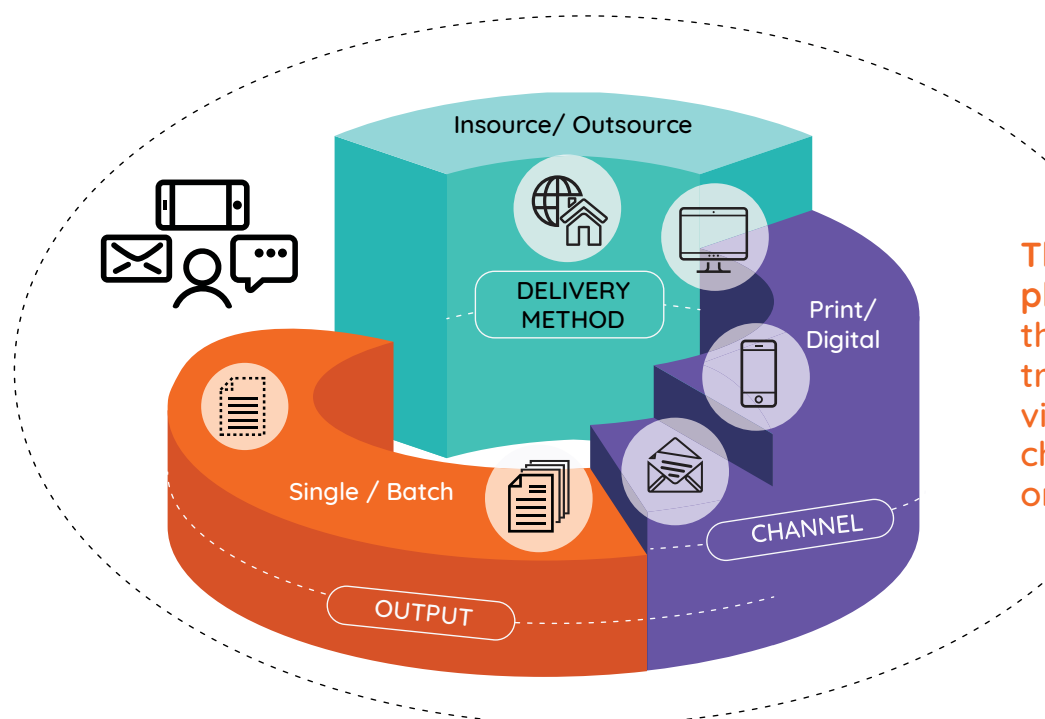 Insource/ Outsource
DELIVERY
METHOD
Print/
Digital
Single / Batch
CHANNEL
OUTPUT